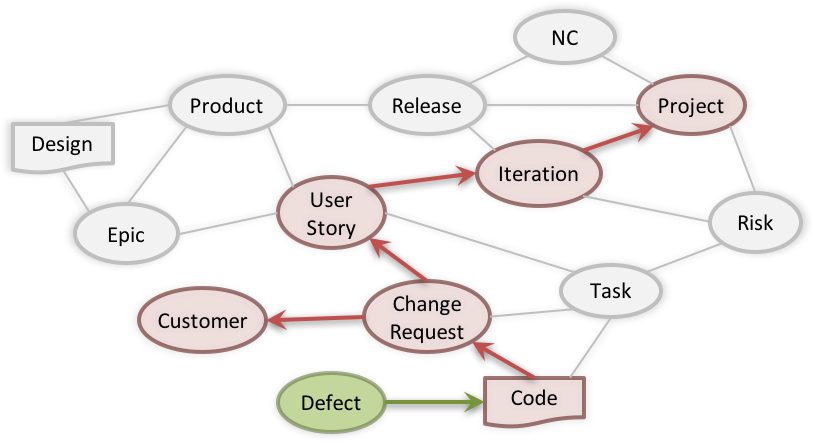 NC
Product
Release
Project
Design
Iteration
User
Story
Risk
Epic
Task
Change
Request
Customer
Code
Defect